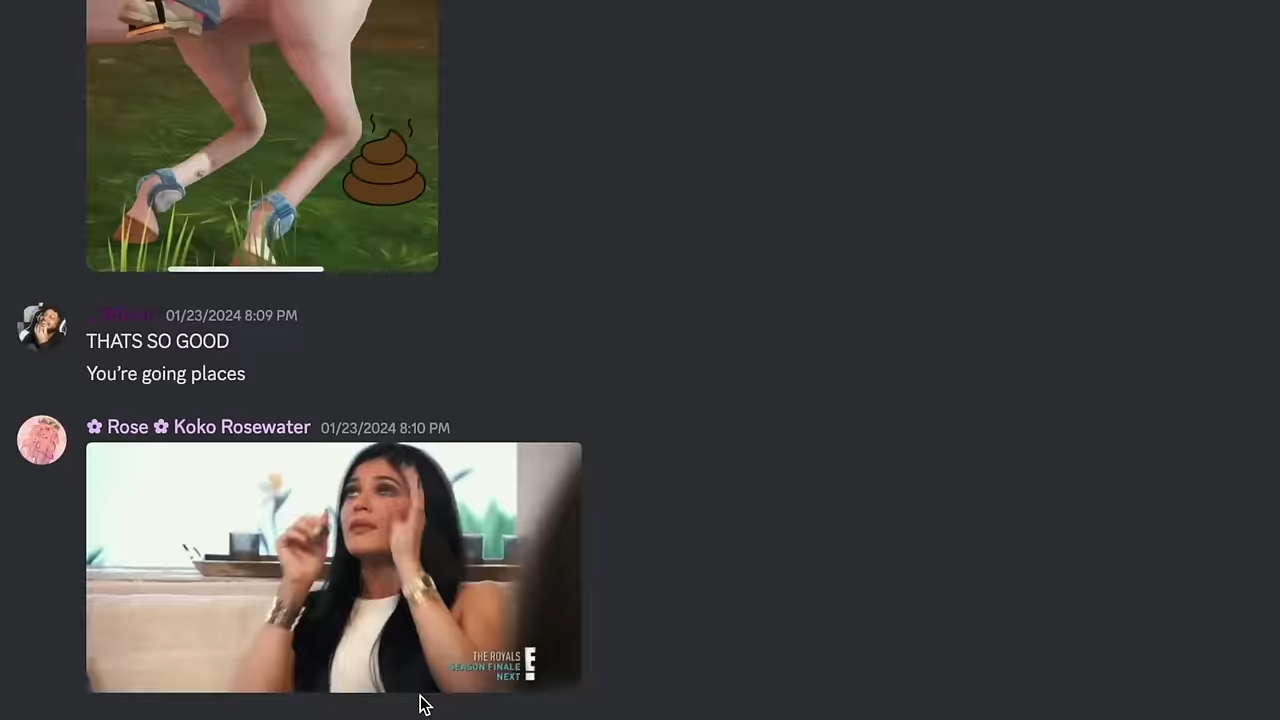 01/23/2024 8:09 PM
THATS SO GOOD
You're going places
✿ Rose ✿ Koko Rosewater 01/23/2024 8:10 PM
THE ROYALS
SEASON FINALE
NEXT
E!